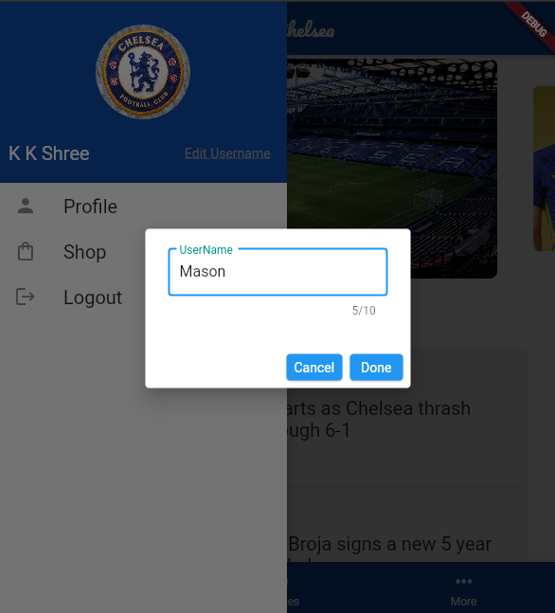 helsea
DEBUG
CHELSEA
FOOTBALL CLUB
CHELSEA
K K Shree
Edit Username
Profile
Shop
Logout
UserName
Mason
5/10
Cancel
Done
arts as Chelsea thrash
ough 6-1
Broja signs a new 5 year
es
More